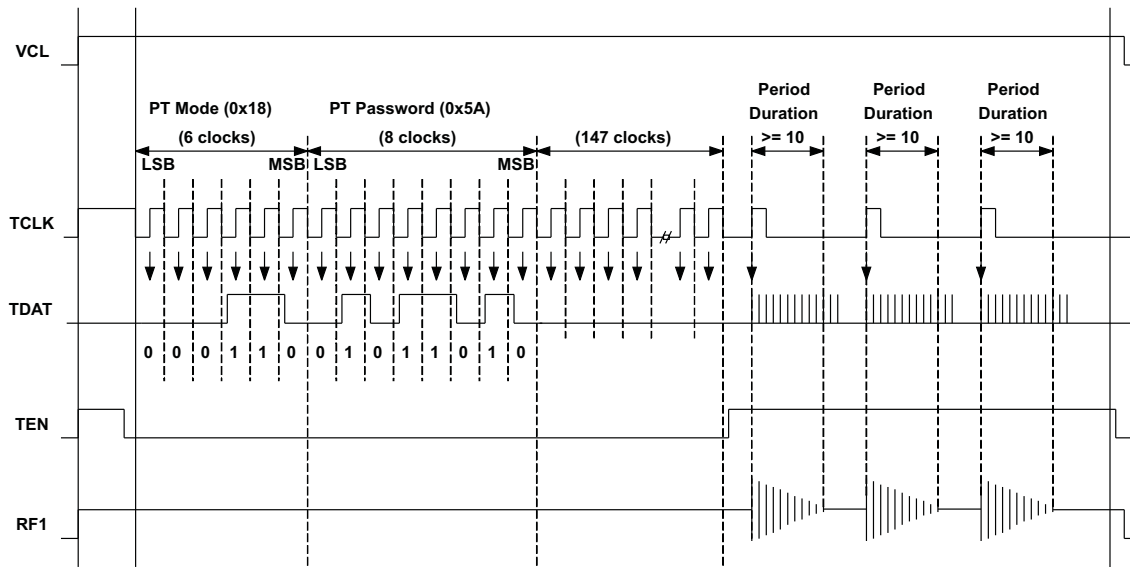 VCL
Period Period Period
PT Mode (0x18) PT Password (0x5A) Duration Duration Duration
(6 clocks) (8 clocks) (147 clocks) >= 10 >= 10 >= 10
LSB MSB LSB MSB
TCLK
TDAT
0 0 0 1 1 0 0 1 0 1 1 0 1 0
TEN
RF1